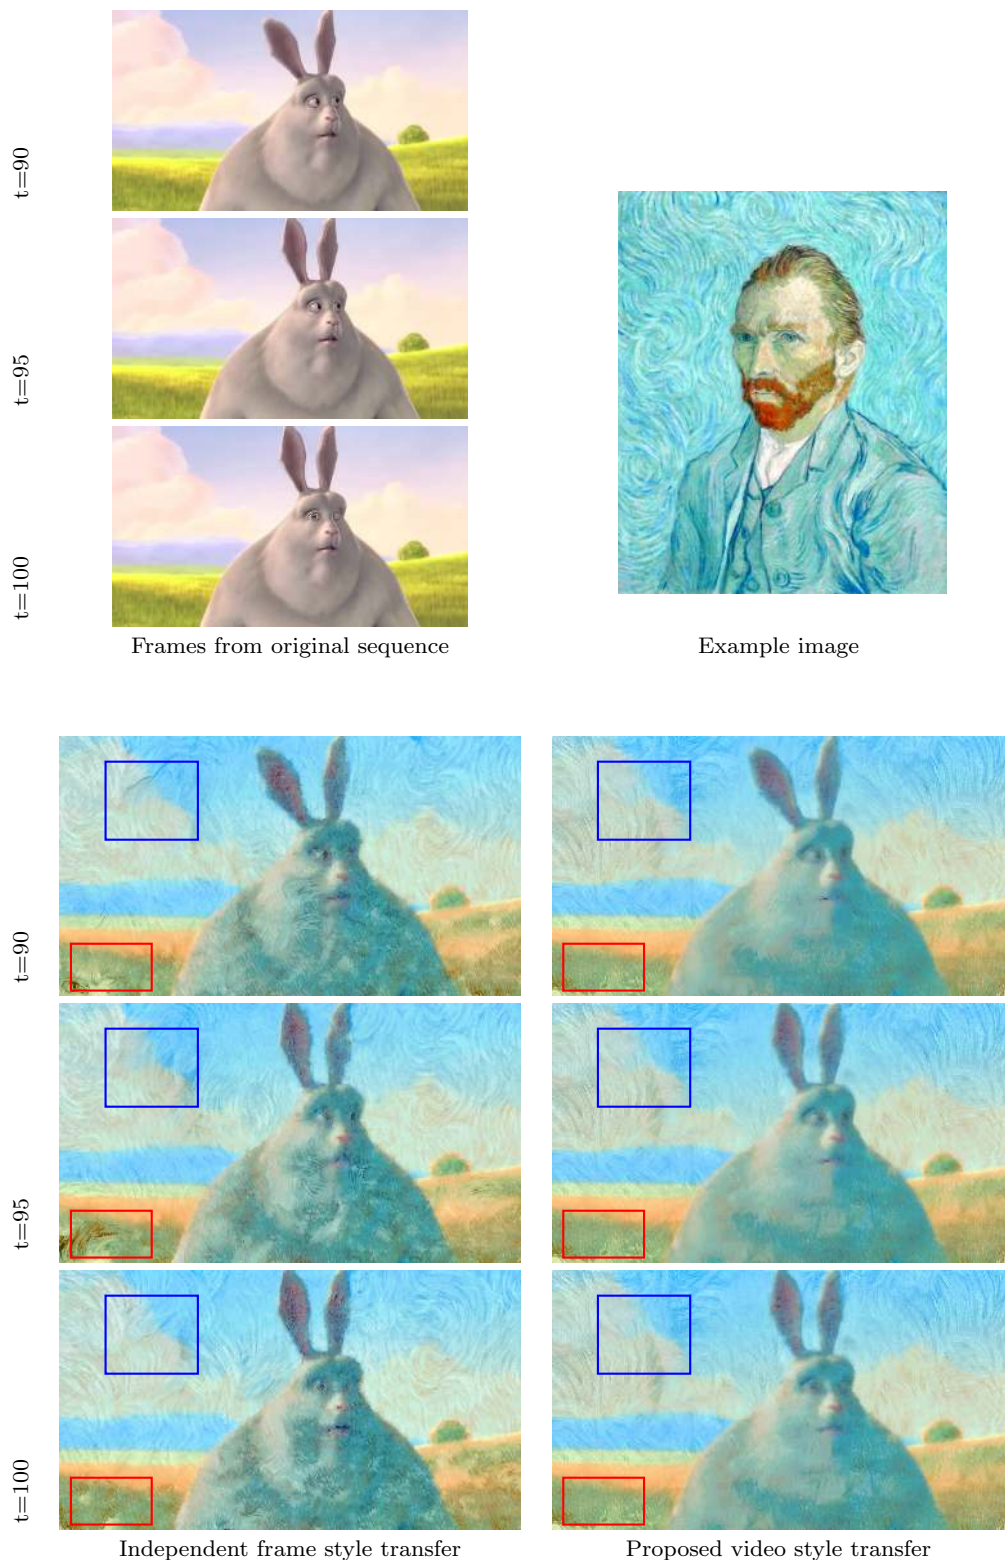 t=90
t=95
t=100
Frames from original sequence
Example image
t=90
t=95
t=100
Independent frame style transfer
Proposed video style transfer